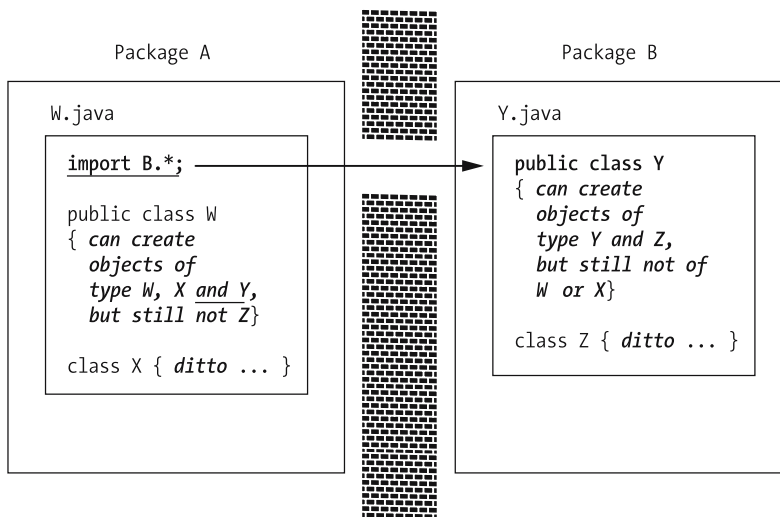 Package A
W.java
import B.*;
public class W
{ can create
objects of
type W, X and Y,
but still not Z}
class X { ditto ... }
Package B
Y.java
public class Y
{ can create
objects of
type Y and Z,
but still not of
W or X}
class Z { ditto ... }